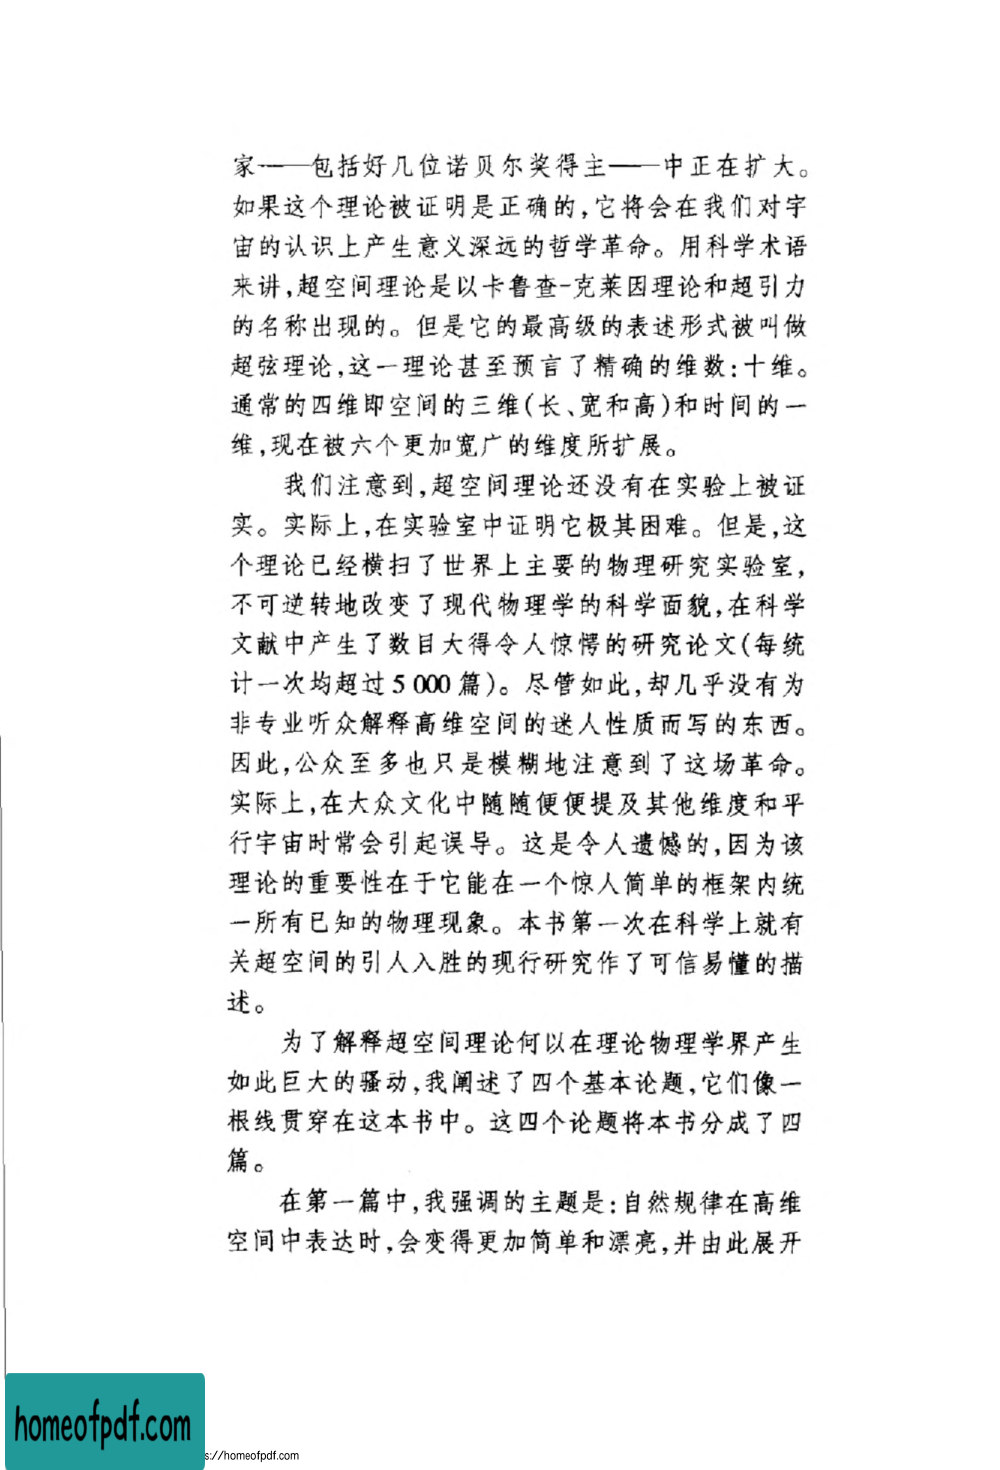 家——包括好几位诺贝尔奖得主——中正在扩大。
如果这个理论被证明是正确的,它将会在我们对宇
宙的认识上产生意义深远的哲学革命。用科学术语
来讲,超空间理论是以卡鲁查-克莱因理论和超引力
的名称出现的。但是它的最高级的表述形式被叫做
超弦理论,这一理论甚至预言了精确的维数:十维。
通常的四维即空间的三维(长、宽和高)和时间的一
维,现在被六个更加宽广的维度所扩展。
我们注意到,超空间理论还没有在实验上被证
实。实际上,在实验室中证明它极其困难。但是,这
个理论已经横扫了世界上主要的物理研究实验室,
不可逆转地改变了现代物理学的科学面貌,在科学
文献中产生了数目大得令人惊愕的研究论文(每统
计一次均超过5 000篇)。尽管如此,却几乎没有为
非专业听众解释高维空间的迷人性质而写的东西。
因此,公众至多也只是模糊地注意到了这场革命。
实际上,在大众文化中随随便便提及其他维度和平
行宇宙时常会引起误导。这是令人遗憾的,因为该
理论的重要性在于它能在一个惊人简单的框架内统
一所有已知的物理现象。本书第一次在科学上就有
关超空间的引人入胜的现行研究作了可信易懂的描
述。
为了解释超空间理论何以在理论物理学界产生
如此巨大的骚动,我阐述了四个基本论题,它们像一
根线贯穿在这本书中。这四个论题将本书分成了四
篇。
在第一篇中,我强调的主题是:自然规律在高维
空间中表达时,会变得更加简单和漂亮,并由此展开
homeofpdf.com
s://homeofpdf.com